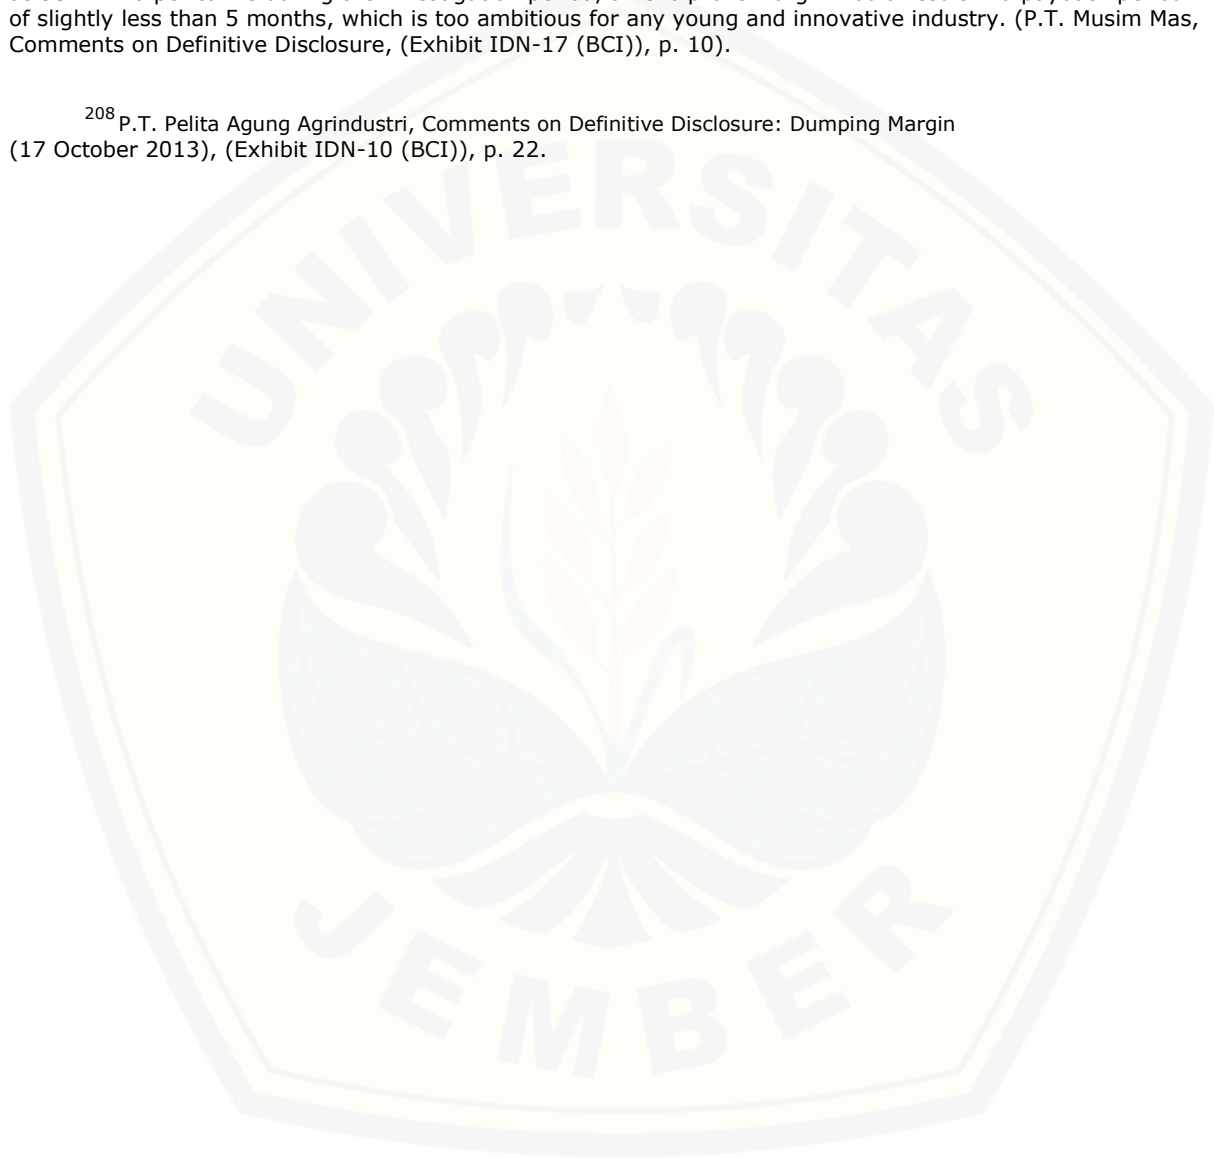 of slightly less than 5 months, which is too ambitious for any young and innovative industry. (P.T. Musim Mas,
Comments on Definitive Disclosure, (Exhibit IDN-17 (BCI)), p. 10).
208 P.T. Pelita Agung Agrindustri, Comments on Definitive Disclosure: Dumping Margin
(17 October 2013), (Exhibit IDN-10 (BCI)), p. 22.
UNIVERSITAS
JEMBER